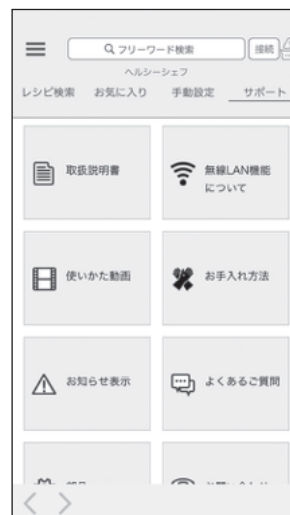 フリーワード検索
接続
ヘルシーシェフ
レシピ検索 お気に入り 手動設定 サポート
取扱説明書
無線LAN機能
について
使いかた動画
お手入れ方法
お知らせ表示
よくあるご質問